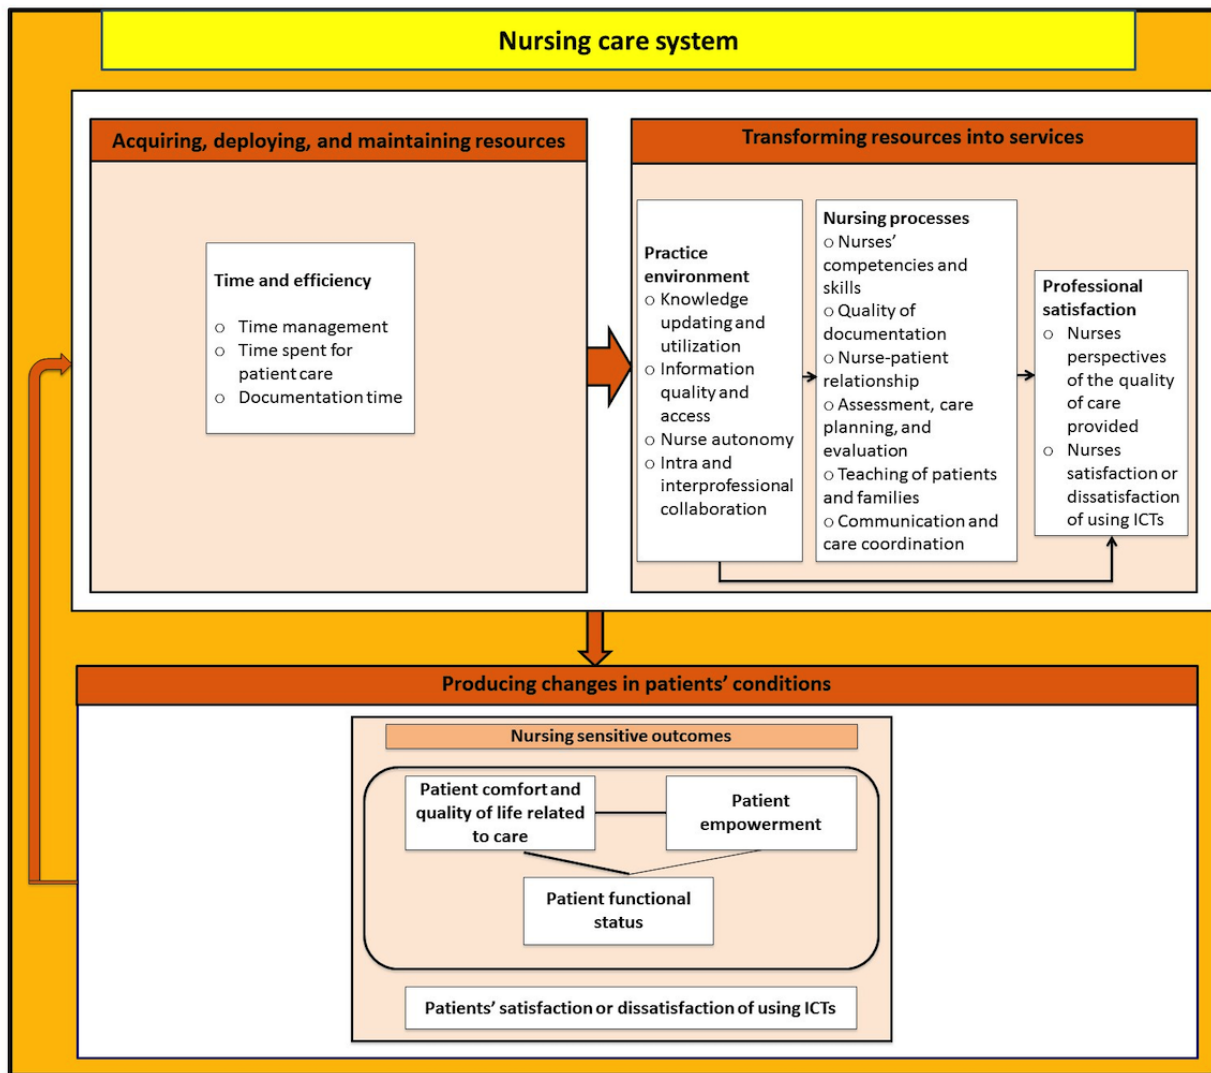 Nursing care system
Acquiring, deploying, and maintaining resources
Time and efficiency
o Time management
o Time spent for
patient care
o Documentation time
Transforming resources into services
Practice
environment
o Knowledge
updating and
utilization
o Information
quality and
access
o Nurse autonomy
o Intra and
interprofessional
collaboration
Nursing processes
o Nurses’
competencies and
skills
o Quality of
documentation
o Nurse-patient
relationship
o Assessment, care
planning, and
evaluation
o Teaching of patients
and families
o Communication and
care coordination
Professional
satisfaction
o Nurses
perspectives
of the quality
of care
provided
o Nurses
satisfaction or
dissatisfaction
of using ICTs
Producing changes in patients’ conditions
Nursing sensitive outcomes
Patient comfort and
quality of life related
to care
Patient
empowerment
Patient functional
status
Patients’ satisfaction or dissatisfaction of using ICTs